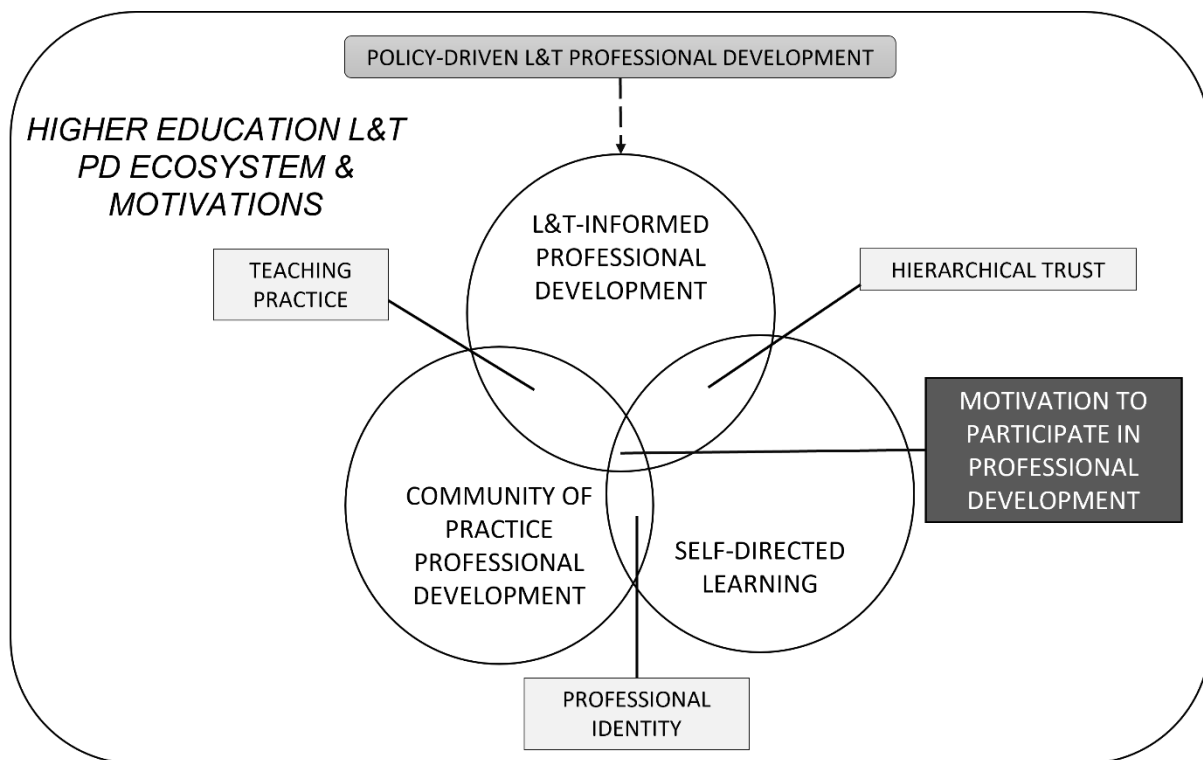 POLICY-DRIVEN L&T PROFESSIONAL DEVELOPMENT
HIGHER EDUCATION L&T
PD ECOSYSTEM &
MOTIVATIONS
L&T-INFORMED
PROFESSIONAL
DEVELOPMENT
TEACHING
PRACTICE
HIERARCHICAL TRUST
MOTIVATION TO
PARTICIPATE IN
PROFESSIONAL
DEVELOPMENT
COMMUNITY OF
PRACTICE
PROFESSIONAL
DEVELOPMENT
SELF-DIRECTED
LEARNING
PROFESSIONAL
IDENTITY